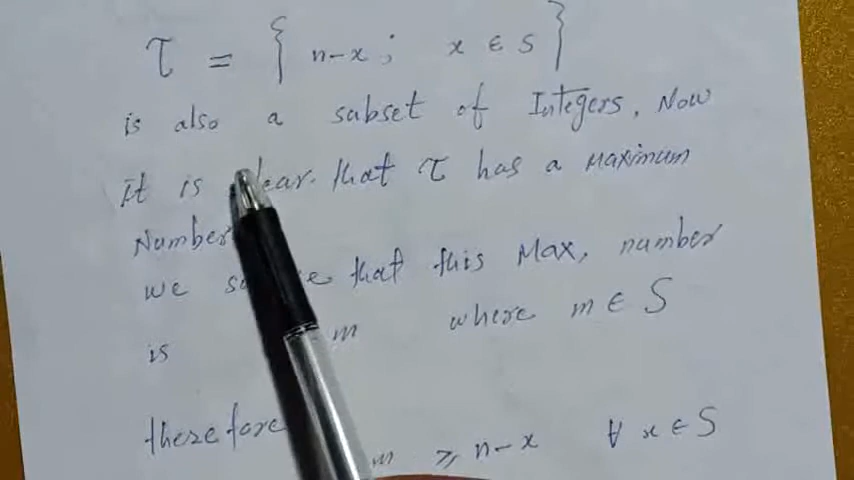 τ = { n-x ; x ∈ S }
is also a subset of Integers, Now
it is that τ has a Maximum
Number
we that this Max, number
is m where m ∈ S
therefore
m ⩾ n-x ∀ x ∈ S